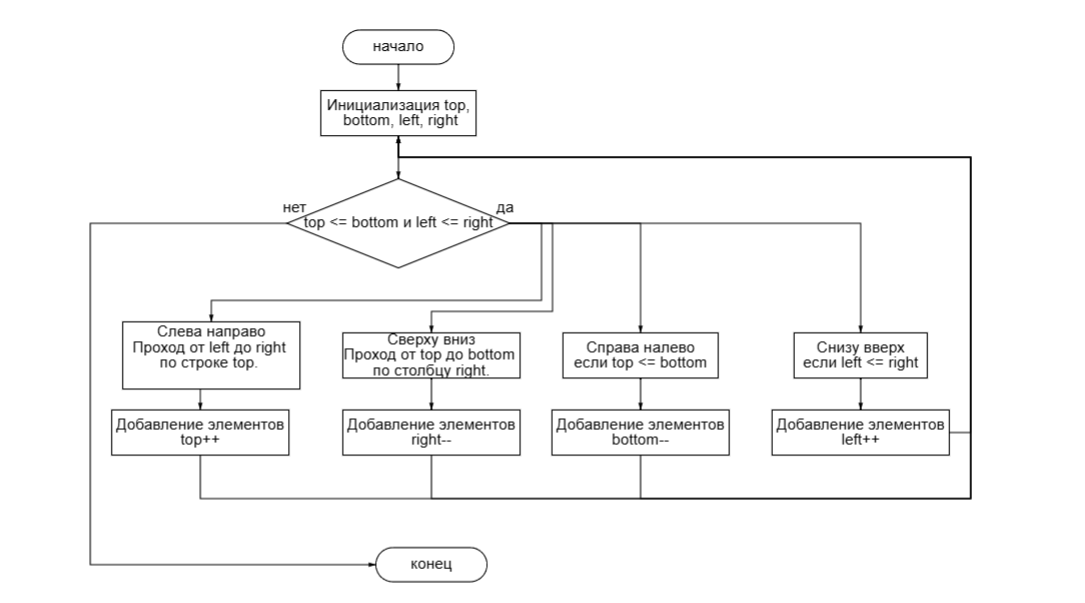 начало
Инициализация top,
bottom, left, right
нет
да
top <= bottom и left <= right
Слева направо
Проход от left до right
по строке top.
Сверху вниз
Проход от top до bottom
по столбцу right.
Справа налево
если top <= bottom
Снизу вверх
если left <= right
Добавление элементов
top++
Добавление элементов
right--
Добавление элементов
bottom--
Добавление элементов
left++
конец